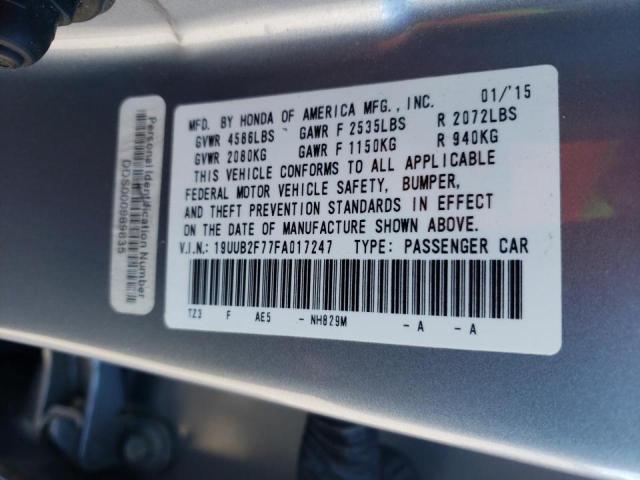 MFD. BY HONDA OF AMERICA MFG., INC. 01/'15
GVWR 4586LBS GAWR F 2535LBS R 2072LBS
GVWR 2080KG GAWR F 1150KG R 940KG
THIS VEHICLE CONFORMS TO ALL APPLICABLE
FEDERAL MOTOR VEHICLE SAFETY, BUMPER,
AND THEFT PREVENTION STANDARDS IN EFFECT
ON THE DATE OF MANUFACTURE SHOWN ABOVE.
V.I.N.: 19UUB2F77FA017247 TYPE: PASSENGER CAR
TZ3 F AE5 - NH829M - A - A
Personal Identification Number
DOS000989635